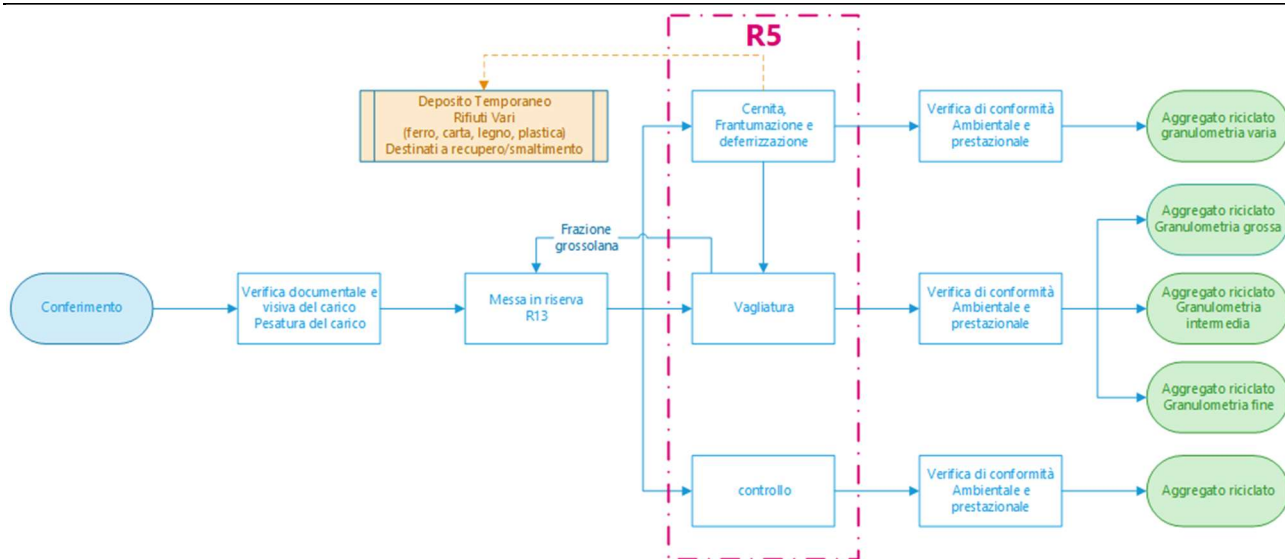 R5
Deposito Temporaneo
Rifiuti Vari
(ferro, carta, legno, plastica)
Destinati a recupero/smaltimento
Cernita,
Frantumazione e
deferrizzazione
Verifica di conformità
Ambientale e
prestazionale
Aggregato riciclato
granulometria varia
Frazione
grossolana
Aggregato riciclato
Granulometria grossa
Conferimento
Verifica documentale e
visiva del carico
Pesatura del carico
Messa in riserva
R13
Vagliatura
Verifica di conformità
Ambientale e
prestazionale
Aggregato riciclato
Granulometria
intermedia
Aggregato riciclato
Granulometria fine
controllo
Verifica di conformità
Ambientale e
prestazionale
Aggregato riciclato